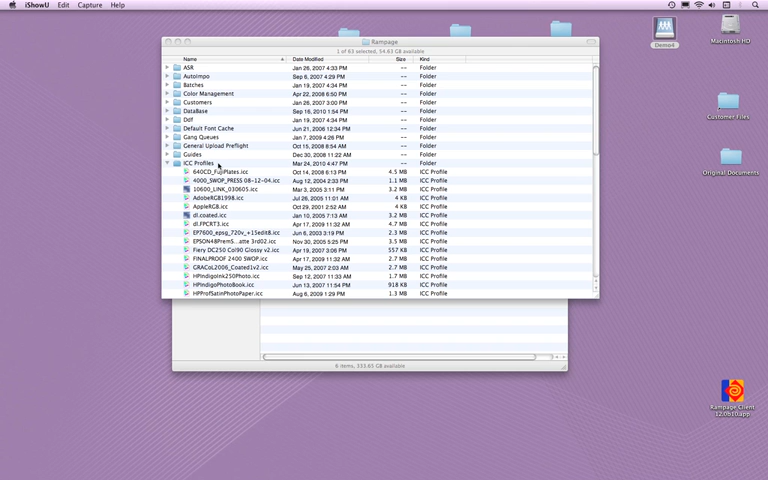 iShowU Edit Capture Help
Rampage
1 of 63 selected, 54.63 GB available
Name Date Modified Size Kind
ASR Jan 26, 2007 4:33 PM -- Folder
AutoImpo Sep 6, 2007 4:29 PM -- Folder
Batches Jan 19, 2007 4:34 PM -- Folder
Color Management Apr 22, 2008 6:50 PM -- Folder
Customers Jan 26, 2007 3:00 PM -- Folder
DataBase Sep 16, 2010 1:54 PM -- Folder
Ddf Jan 19, 2007 4:34 PM -- Folder
Default Font Cache Jun 21, 2006 12:34 PM -- Folder
Gang Queues Jan 7, 2009 4:26 PM -- Folder
General Upload Preflight Oct 15, 2008 8:54 AM -- Folder
Guides Dec 30, 2008 11:22 AM -- Folder
ICC Profiles Mar 24, 2010 4:47 PM -- Folder
640CD_FujiPlates.icc Oct 14, 2008 6:13 PM 4.5 MB ICC Profile
4000_SWOP_PRESS 08-12-04.icc Aug 12, 2004 2:33 PM 1.1 MB ICC Profile
10600_LINK_030605.icc Mar 3, 2005 3:11 PM 3.2 MB ICC Profile
AdobeRGB1998.icc Jul 26, 2005 11:01 AM 4 KB ICC Profile
AppleRGB.icc Oct 29, 2001 2:52 AM 4 KB ICC Profile
dl.coated.icc Jan 10, 2005 7:13 PM 3.2 MB ICC Profile
dl.FPCRT3.icc Apr 17, 2009 11:32 AM 4.7 MB ICC Profile
EP7600_epsg_720v_+15edit8.icc Jun 6, 2003 3:19 PM 2.3 MB ICC Profile
EPSON48PremS...atte 3rd02.icc Nov 30, 2005 5:25 PM 3.5 MB ICC Profile
Fiery DC250 Col90 Glossy v2.icc Apr 19, 2007 3:06 PM 557 KB ICC Profile
FINALPROOF 2400 SWOP.icc Apr 17, 2009 11:32 AM 2.7 MB ICC Profile
GRACoL2006_Coated1v2.icc May 25, 2007 2:03 AM 2.7 MB ICC Profile
HPIndigoInk250Photo.icc Sep 12, 2007 11:33 AM 1.7 MB ICC Profile
HPIndigoPhotoBook.icc Jun 13, 2007 11:54 PM 918 KB ICC Profile
HPProfSatinPhotoPaper.icc Aug 6, 2009 1:29 PM 1.3 MB ICC Profile
6 items, 333.65 GB available
Demo4
Macintosh HD
Customer Files
Original Documents
Rampage Client
12.0b10.app